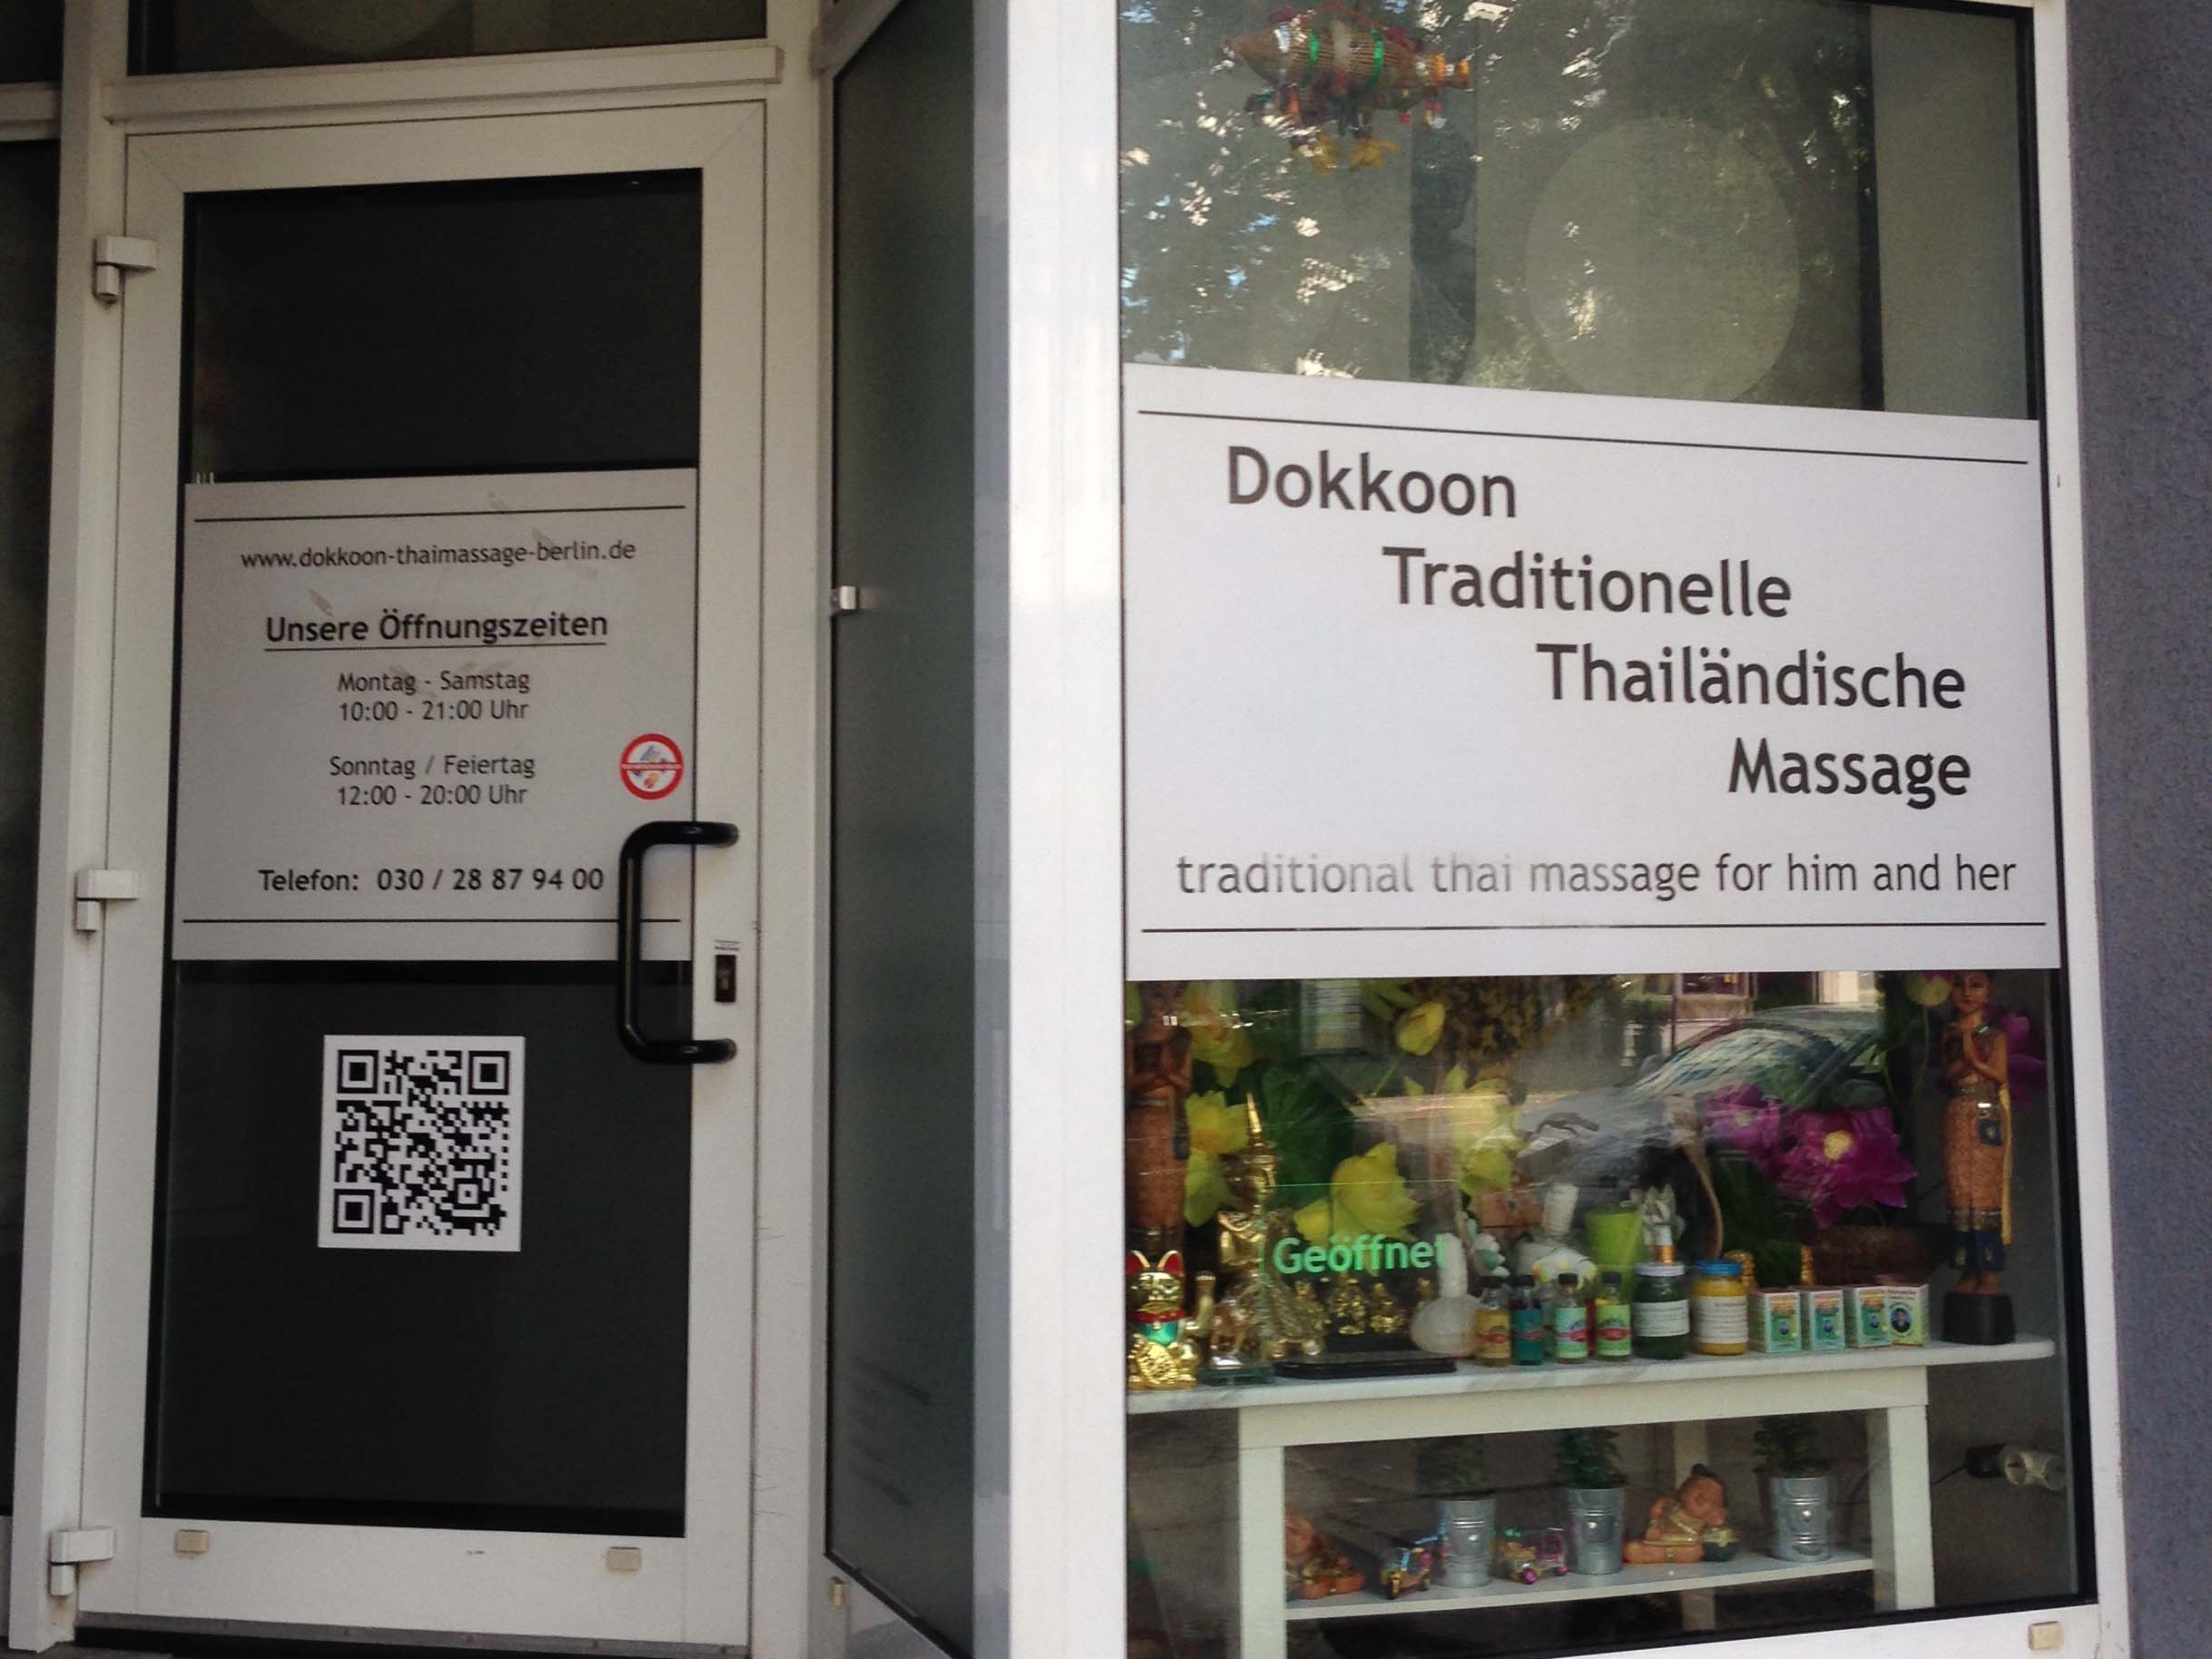 www.dokkoon-thaimassage-berlin.de
Unsere Öffnungszeiten
Montag - Samstag
10:00 - 21:00 Uhr
Sonntag / Feiertag
12:00 - 20:00 Uhr
Telefon: 030 / 28 87 94 00
Dokkoon
Traditionelle
Thailändische
Massage
traditional thai massage for him and her
Geöffnet